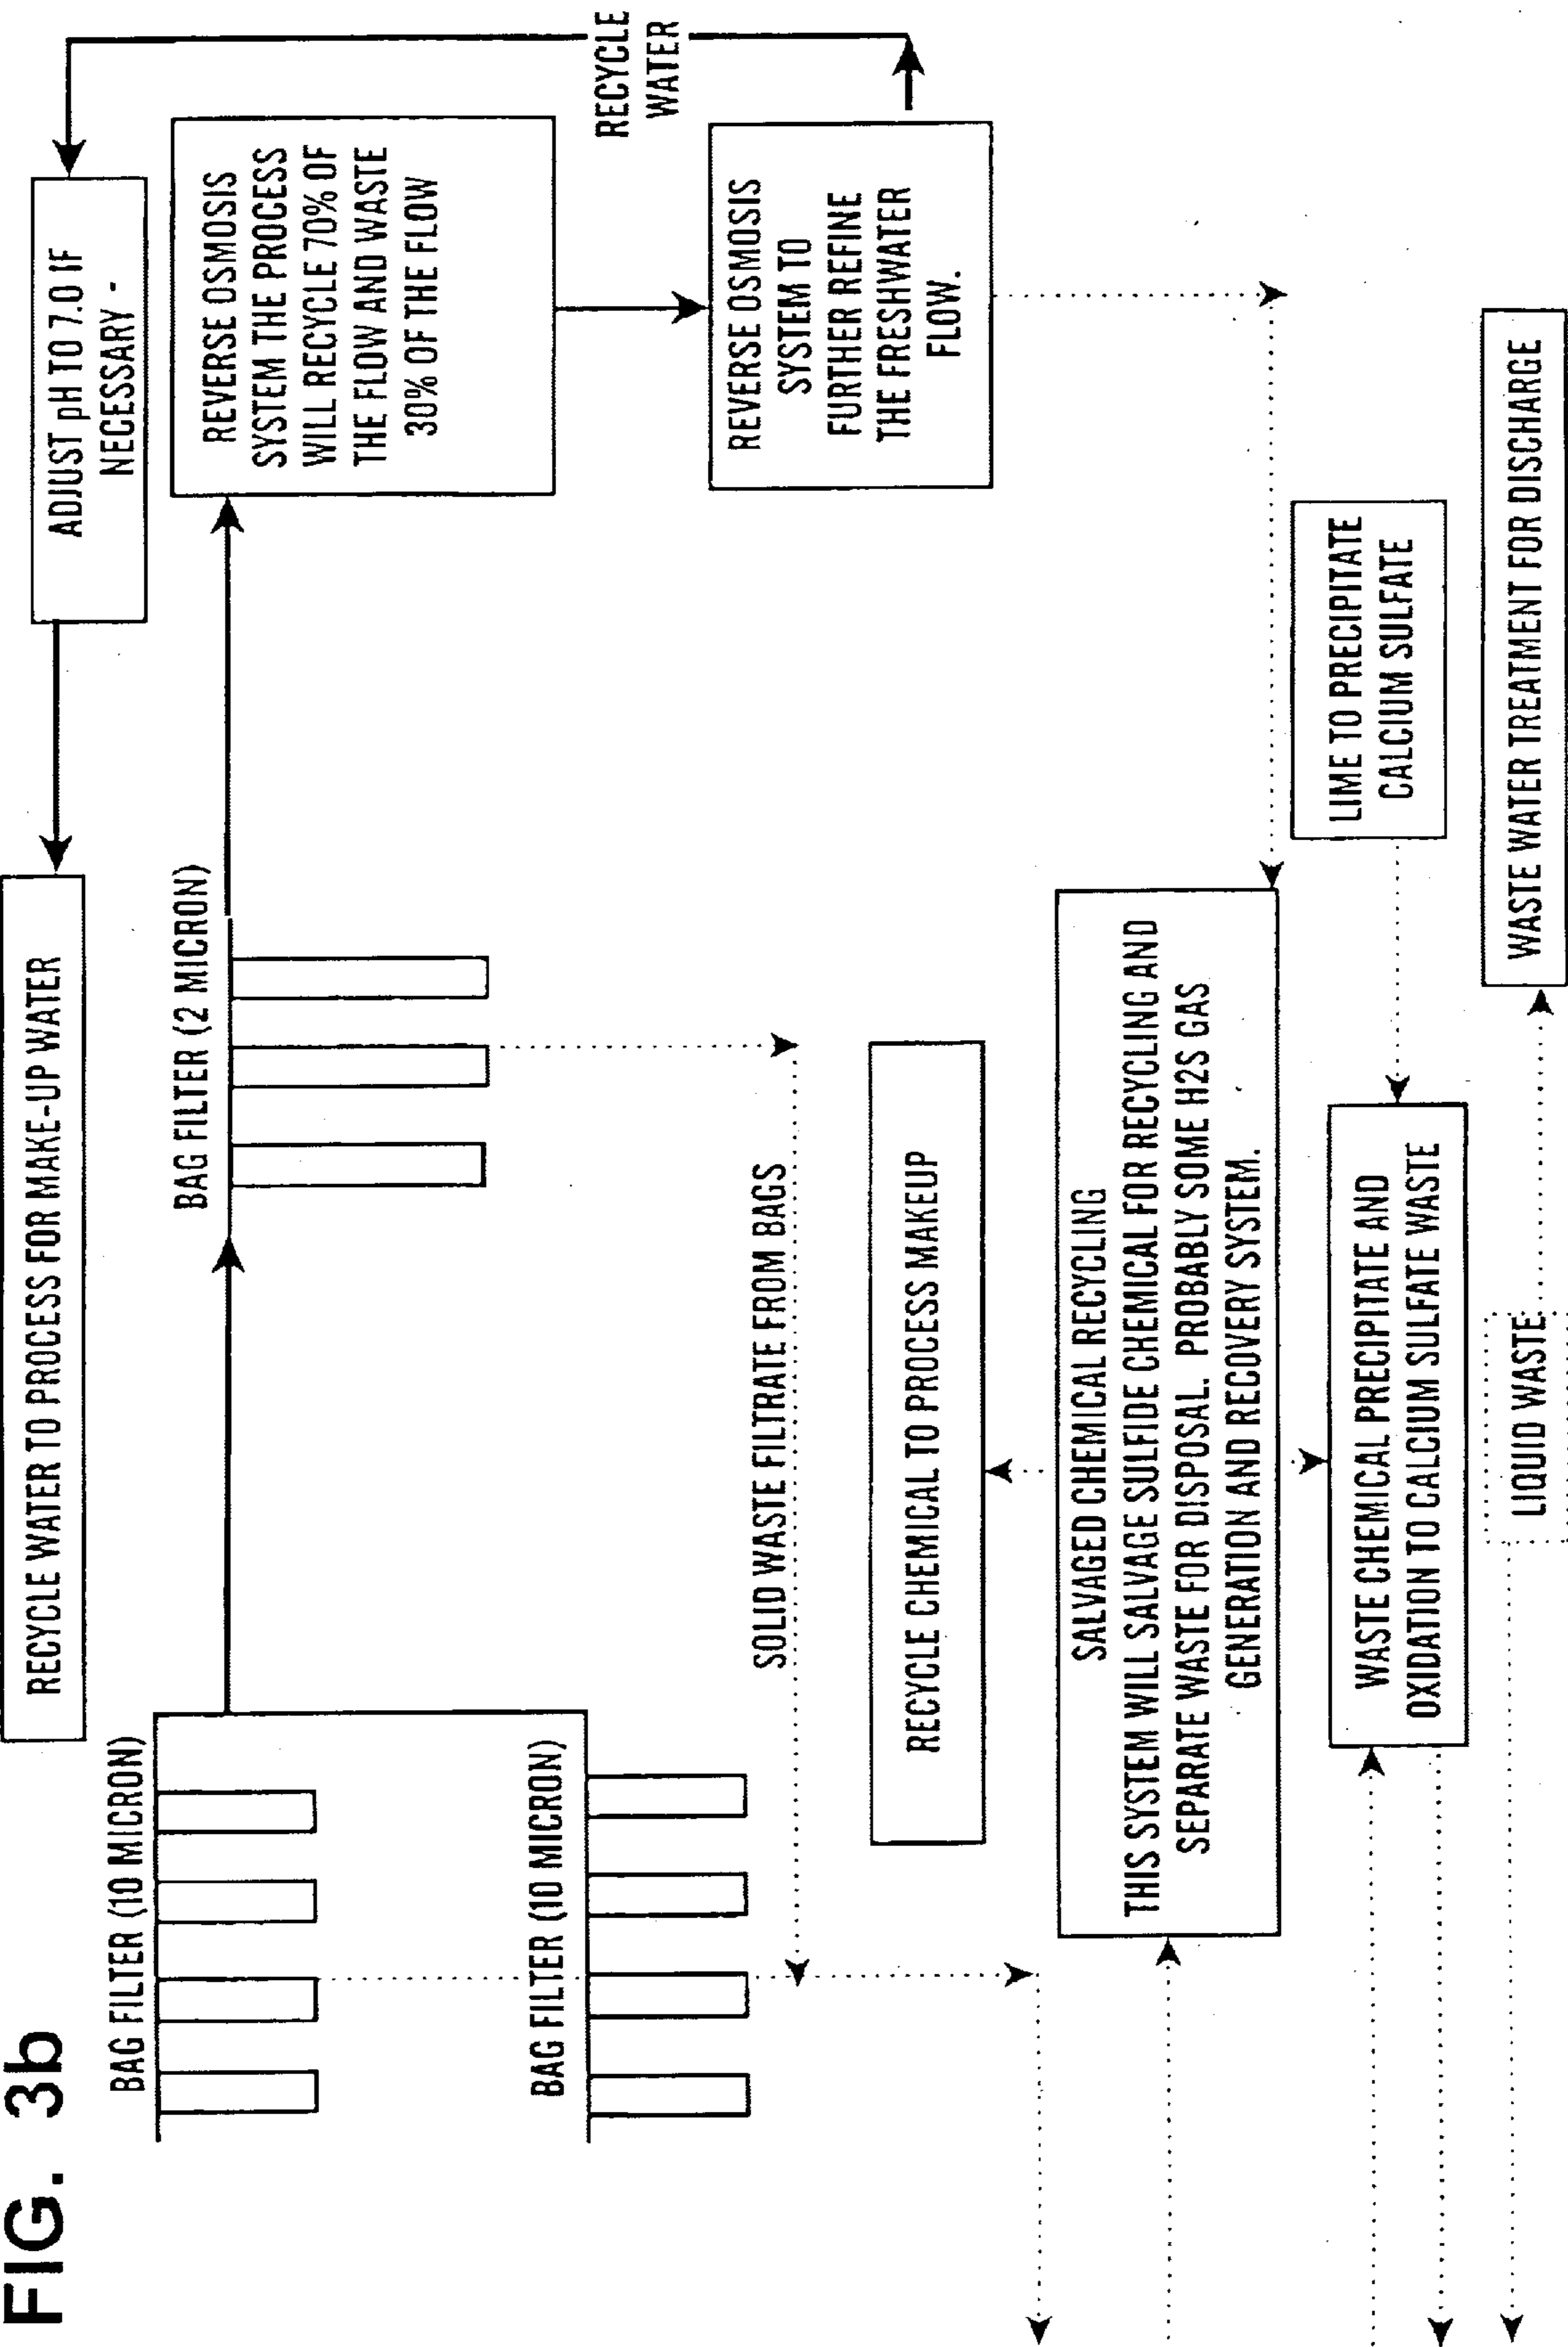 FIG. 3b
RECYCLE WATER TO PROCESS FOR MAKE-UP WATER
ADJUST pH TO 7.0 IF
NECESSARY -
BAG FILTER (10 MICRON)
BAG FILTER (2 MICRON)
REVERSE OSMOSIS
SYSTEM THE PROCESS
WILL RECYCLE 70% OF
THE FLOW AND WASTE
30% OF THE FLOW
BAG FILTER (10 MICRON)
RECYCLE
WATER
SOLID WASTE FILTRATE FROM BAGS
REVERSE OSMOSIS
SYSTEM TO
FURTHER REFINE
THE FRESHWATER
FLOW.
RECYCLE CHEMICAL TO PROCESS MAKEUP
SALVAGED CHEMICAL RECYCLING
THIS SYSTEM WILL SALVAGE SULFIDE CHEMICAL FOR RECYCLING AND
SEPARATE WASTE FOR DISPOSAL. PROBABLY SOME H2S GAS
GENERATION AND RECOVERY SYSTEM.
LIME TO PRECIPITATE
CALCIUM SULFATE
WASTE CHEMICAL PRECIPITATE AND
OXIDATION TO CALCIUM SULFATE WASTE
LIQUID WASTE
WASTE WATER TREATMENT FOR DISCHARGE